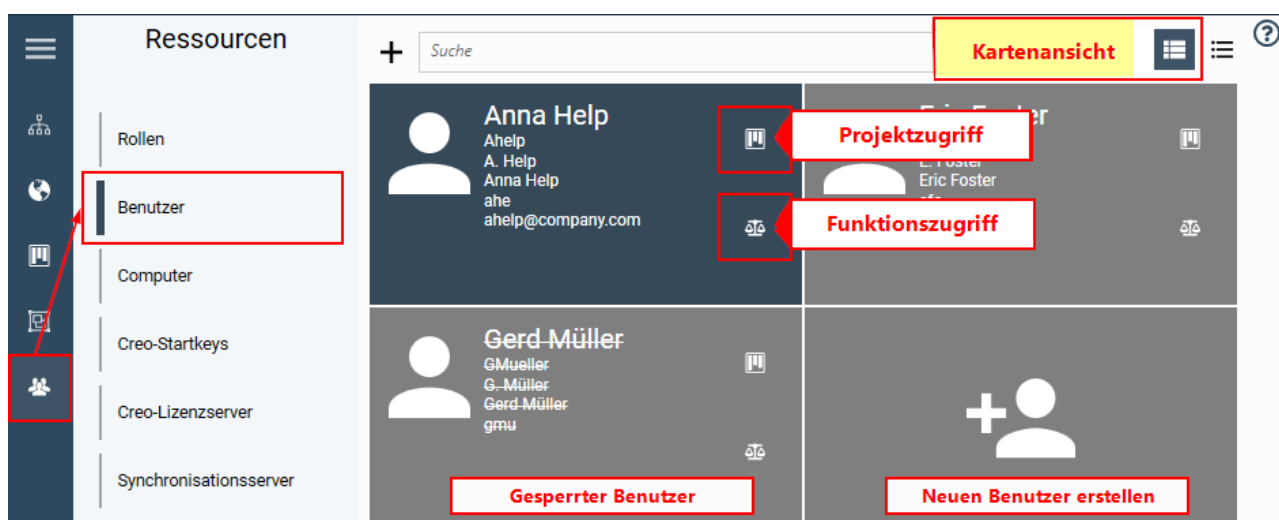 Ressourcen
Rollen
Benutzer
Computer
Creo-Startkeys
Creo-Lizenzserver
Synchronisationsserver
Suche
Kartenansicht
?
Anna Help
Ahelp
A. Help
Anna Help
ahe
ahelp@company.com
Projektzugriff
Funktionszugriff
Eric Foster
Gerd Müller
GMueller
G. Müller
Gerd Müller
gmu
Gesperrter Benutzer
Neuen Benutzer erstellen